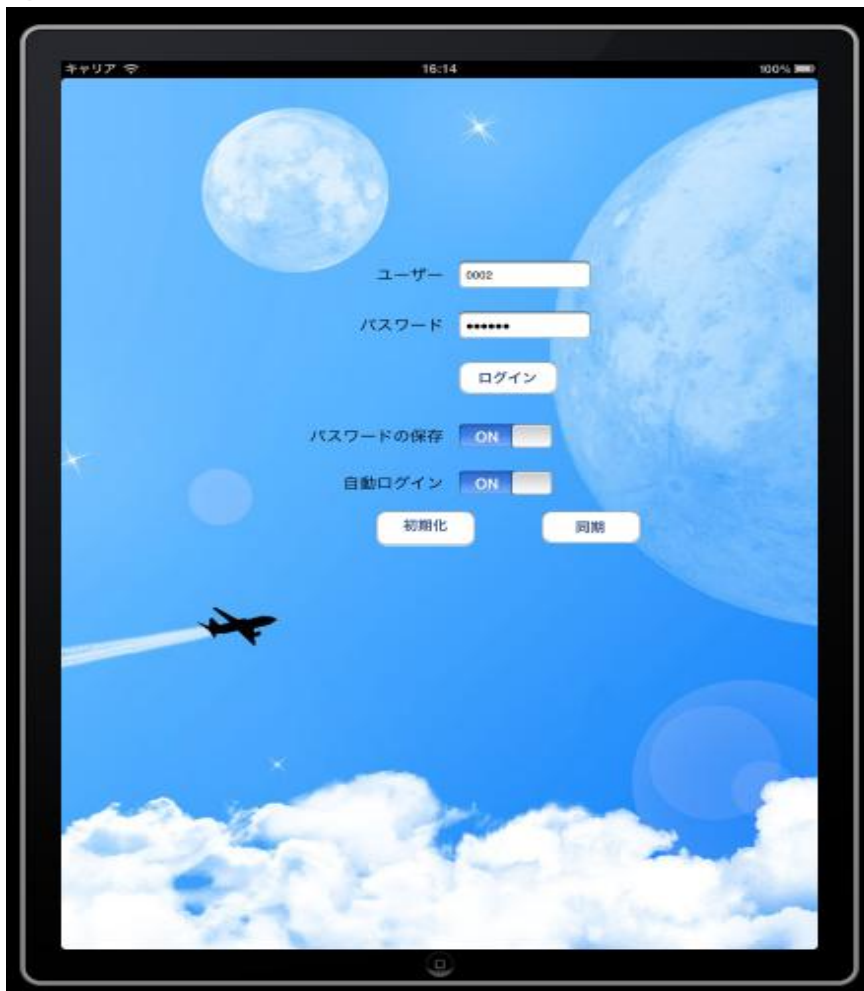 キャリア 16:14 100%
ユーザー 0002
パスワード ••••••
ログイン
パスワードの保存 ON
自動ログイン ON
初期化 同期